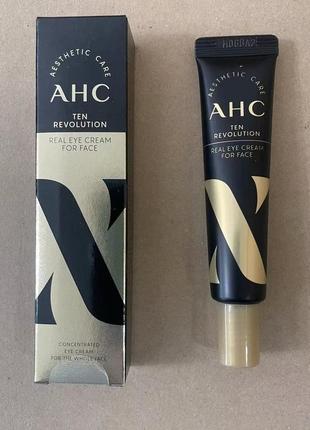 AESTHETIC CARE
AHC
TEN
REVOLUTION
REAL EYE CREAM
FOR FACE
CONCENTRATED
EYE CREAM
FOR THE WHOLE FACE
AESTHETIC CARE
AHC
TEN
REVOLUTION
REAL EYE CREAM
FOR FACE